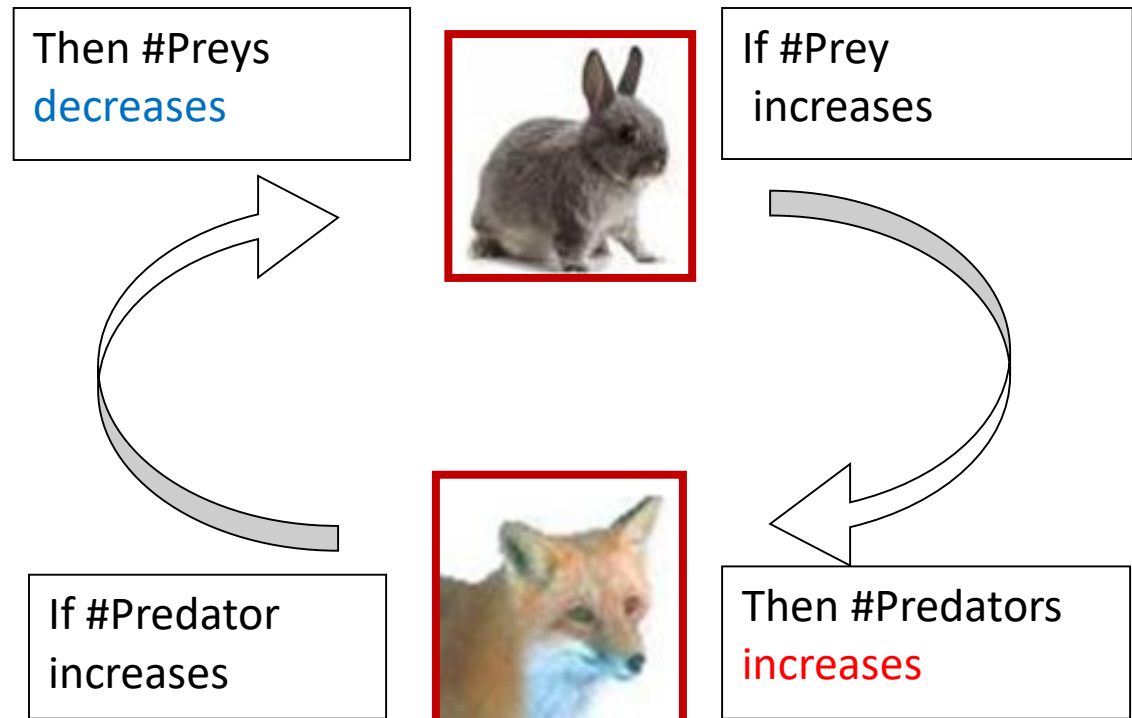 Then #Preys
decreases
If #Prey
increases
If #Predator
increases
Then #Predators
increases